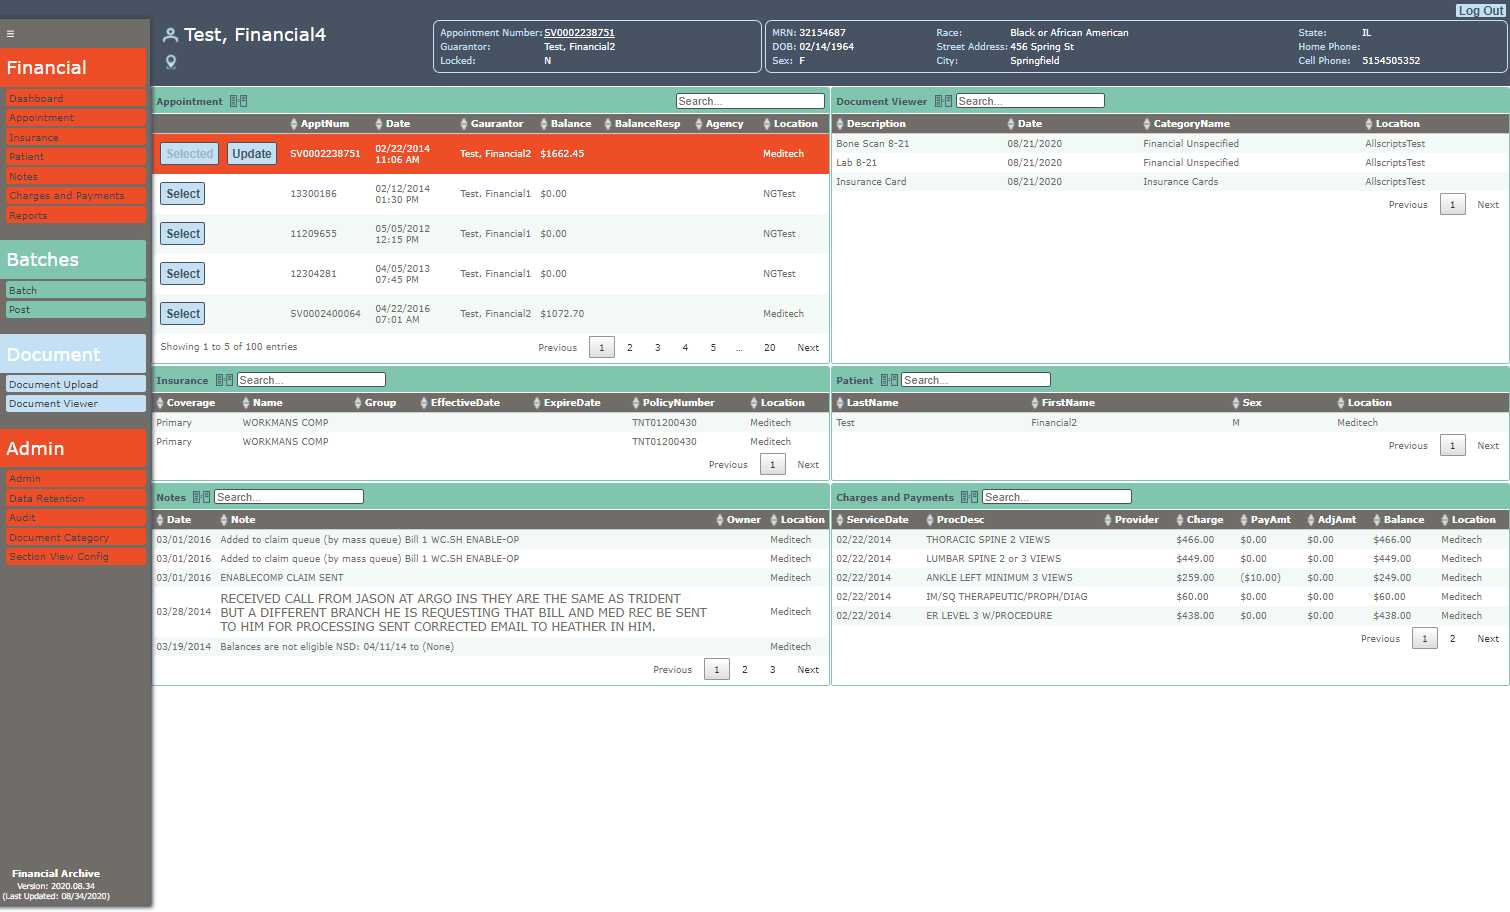 Log Out
≡
Financial
Dashboard
Appointment
Insurance
Patient
Notes
Charges and Payments
Reports
Batches
Batch
Post
Document
Document Upload
Document Viewer
Admin
Admin
Data Retention
Audit
Document Category
Section View Config
Financial Archive
Version: 2020.08.34
(Last Updated: 08/34/2020)
Test, Financial4
Appointment Number: SV0002238751
Guarantor: Test, Financial2
Locked: N
MRN: 32154687 Race: Black or African American State: IL
DOB: 02/14/1964 Street Address: 456 Spring St Home Phone:
Sex: F City: Springfield Cell Phone: 5154505352
Appointment Search...
ApptNum Date Gaurantor Balance BalanceResp Agency Location
Selected Update SV0002238751 02/22/2014 11:06 AM Test, Financial2 $1662.45 Meditech
Select 13300186 02/12/2014 01:30 PM Test, Financial1 $0.00 NGTest
Select 11209655 05/05/2012 12:15 PM Test, Financial1 $0.00 NGTest
Select 12304281 04/05/2013 07:45 PM Test, Financial1 $0.00 NGTest
Select SV0002400064 04/22/2016 07:01 AM Test, Financial2 $1072.70 Meditech
Showing 1 to 5 of 100 entries Previous 1 2 3 4 5 ... 20 Next
Document Viewer Search...
Description Date CategoryName Location
Bone Scan 8-21 08/21/2020 Financial Unspecified AllscriptsTest
Lab 8-21 08/21/2020 Financial Unspecified AllscriptsTest
Insurance Card 08/21/2020 Insurance Cards AllscriptsTest
Previous 1 Next
Insurance Search...
Coverage Name Group EffectiveDate ExpireDate PolicyNumber Location
Primary WORKMANS COMP TNT01200430 Meditech
Primary WORKMANS COMP TNT01200430 Meditech
Previous 1 Next
Patient Search...
LastName FirstName Sex Location
Test Financial2 M Meditech
Previous 1 Next
Notes Search...
Date Note Owner Location
03/01/2016 Added to claim queue (by mass queue) Bill 1 WC.SH ENABLE-OP Meditech
03/01/2016 Added to claim queue (by mass queue) Bill 1 WC.SH ENABLE-OP Meditech
03/01/2016 ENABLECOMP CLAIM SENT Meditech
RECEIVED CALL FROM JASON AT ARGO INS THEY ARE THE SAME AS TRIDENT
03/28/2014 BUT A DIFFERENT BRANCH HE IS REQUESTING THAT BILL AND MED REC BE SENT Meditech
TO HIM FOR PROCESSING SENT CORRECTED EMAIL TO HEATHER IN HIM.
03/19/2014 Balances are not eligible NSD: 04/11/14 to (None) Meditech
Previous 1 2 3 Next
Charges and Payments Search...
ServiceDate ProcDesc Provider Charge PayAmt AdjAmt Balance Location
02/22/2014 THORACIC SPINE 2 VIEWS $466.00 $0.00 $0.00 $466.00 Meditech
02/22/2014 LUMBAR SPINE 2 or 3 VIEWS $449.00 $0.00 $0.00 $449.00 Meditech
02/22/2014 ANKLE LEFT MINIMUM 3 VIEWS $259.00 ($10.00) $0.00 $249.00 Meditech
02/22/2014 IM/SQ THERAPEUTIC/PROPH/DIAG $60.00 $0.00 $0.00 $60.00 Meditech
02/22/2014 ER LEVEL 3 W/PROCEDURE $438.00 $0.00 $0.00 $438.00 Meditech
Previous 1 2 Next